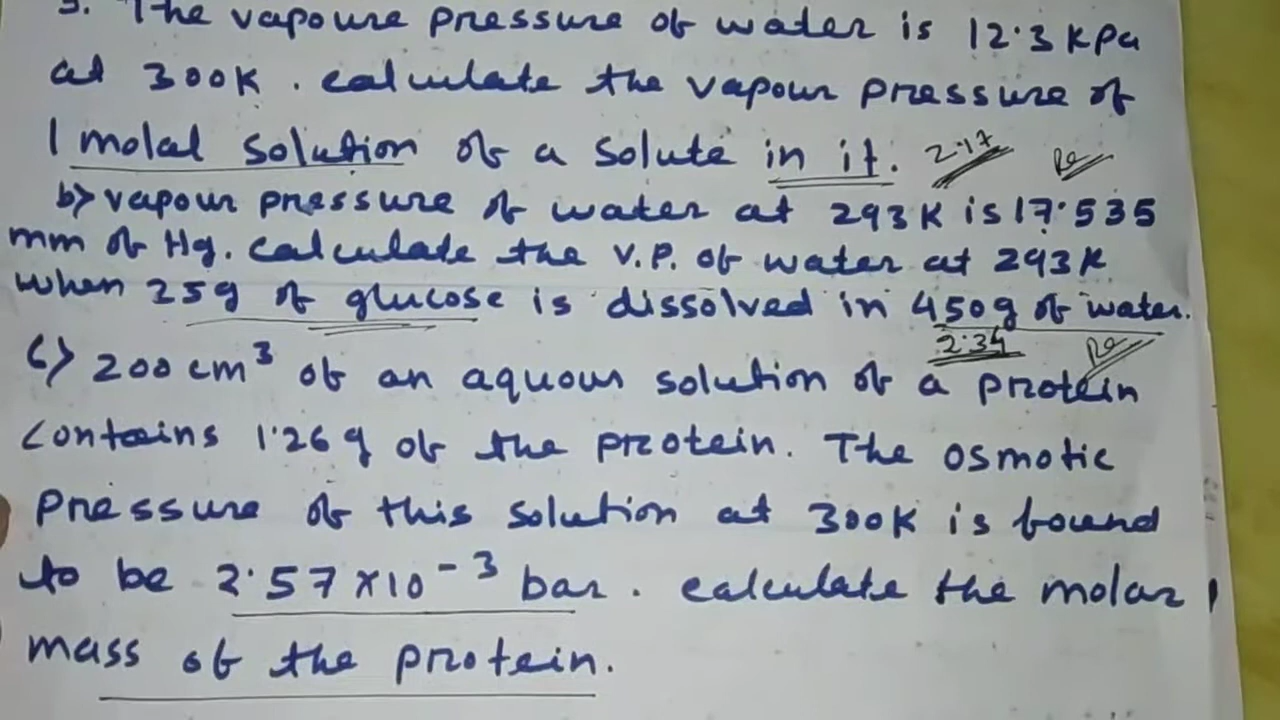 3. The vapoure pressure of water is 12.3 kpa
at 300K. calculate the vapour pressure of
1 molal solution of a solute in it. 2.17 Re
b) vapour pressure of water at 293K is 17.535
mm of Hg. calculate the V.P. of water at 293K
when 25g of glucose is dissolved in 450g of water.
2.34 Re
c) 200 cm³ of an aquous solution of a protein
contains 1.26g of the protein. The osmotic
pressure of this solution at 300K is found
to be 2.57 x 10⁻³ bar. calculate the molar
mass of the protein.